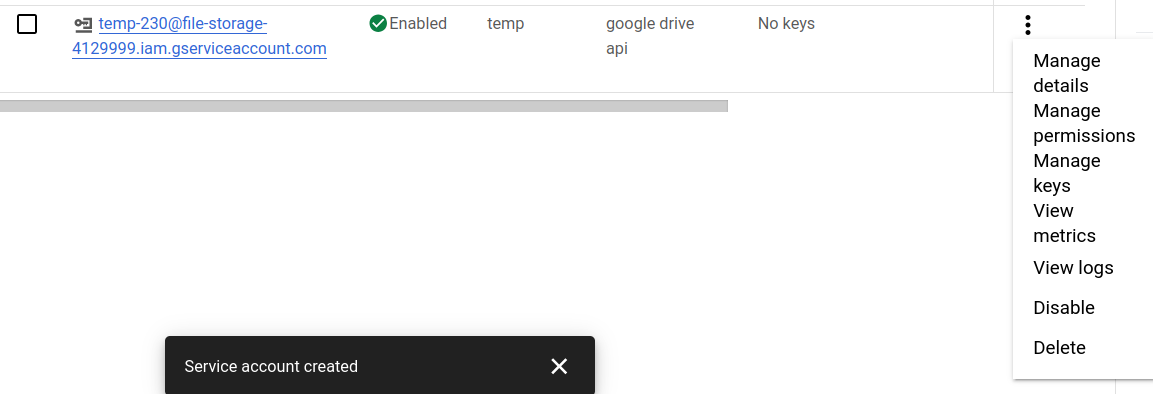 temp-230@file-storage- Enabled temp google drive No keys
4129999.iam.gserviceaccount.com api
Manage
details
Manage
permissions
Manage
keys
View
metrics
View logs
Disable
Delete
Service account created